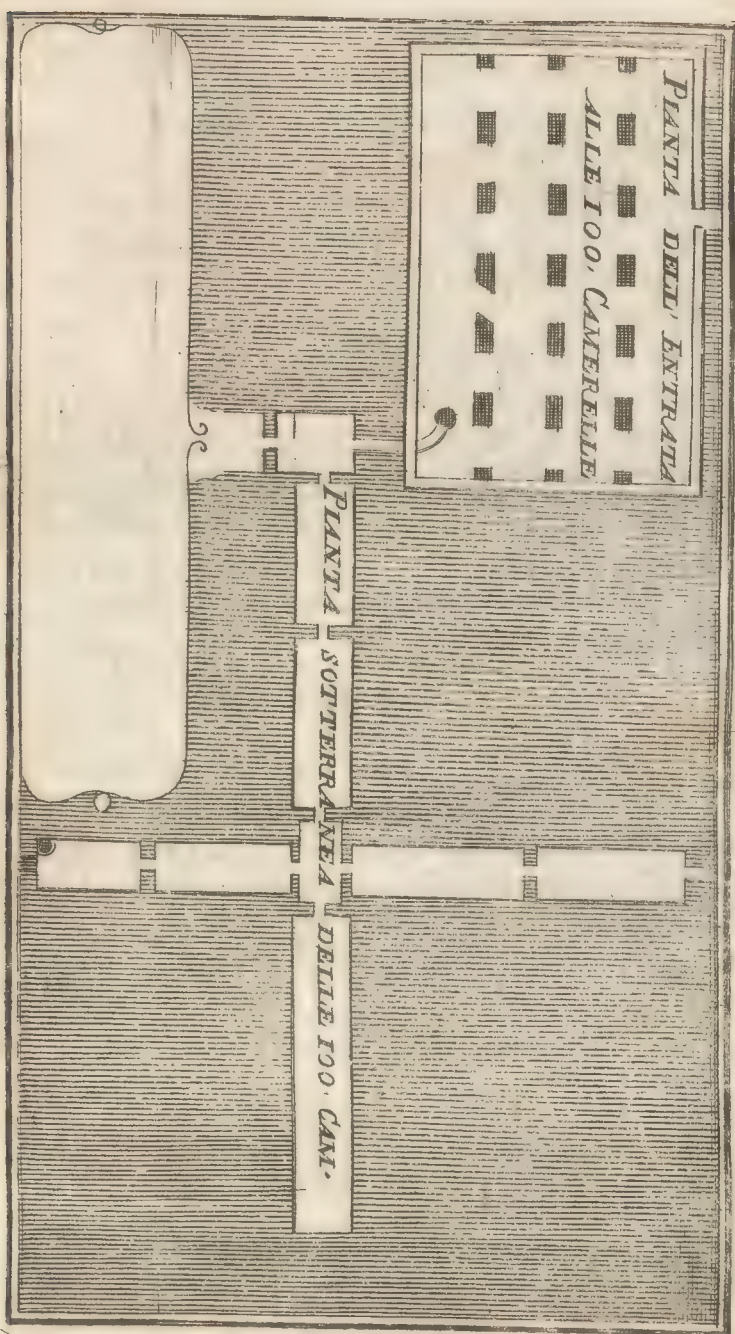 PIANTA DELL' ENTRATA
ALLE 100. CAMERELLE
PIANTA SOTTERRANEA DELLE 100. CAM.